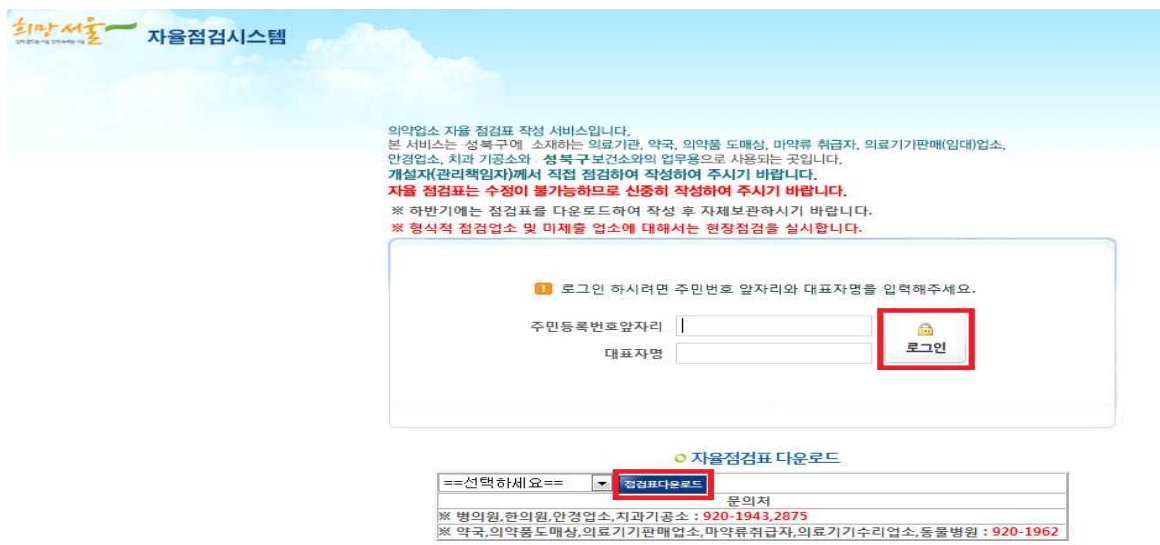 희망서울
자율점검시스템
의약업소 자율 점검표 작성 서비스입니다.
본 서비스는 성북구에 소재하는 의료기관, 약국, 의약품 도매상, 마약류 취급자, 의료기기판매(임대)업소,
안경업소, 치과 기공소와 성북구보건소와의 업무용으로 사용되는 곳입니다.
개설자(관리책임자)께서 직접 점검하여 작성하여 주시기 바랍니다.
자율 점검표는 수정이 불가능하므로 신중히 작성하여 주시기 바랍니다.
※ 하반기에는 점검표를 다운로드하여 작성 후 자체보관하시기 바랍니다.
※ 형식적 점검업소 및 미제출 업소에 대해서는 현장점검을 실시합니다.
! 로그인 하시려면 주민번호 앞자리와 대표자명을 입력해주세요.
주민등록번호앞자리
대표자명
로그인
자율점검표 다운로드
==선택하세요== 점검표다운로드
문의처
※ 병의원,한의원,안경업소,치과기공소 : 920-1943,2875
※ 약국,의약품도매상,의료기기판매업소,마약류취급자,의료기기수리업소,동물병원 : 920-1962